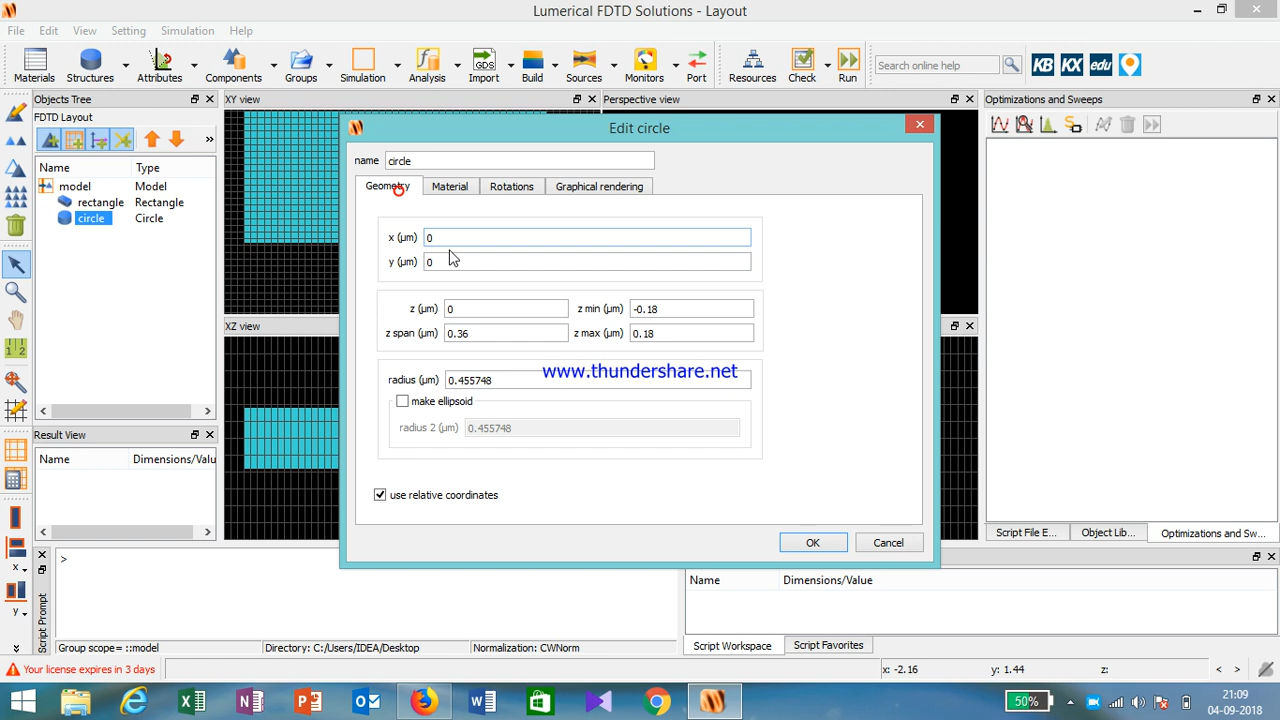 Lumerical FDTD Solutions - Layout
File Edit View Setting Simulation Help
Materials Structures Attributes Components Groups Simulation Analysis Import Build Sources Monitors Port Resources Check Run Search online help KB KX edu
GDS
Objects Tree
XY view
Perspective view
Optimizations and Sweeps
FDTD Layout
»
Name Type
model Model
rectangle Rectangle
circle Circle
Edit circle
name circle
Geometry Material Rotations Graphical rendering
x (µm) 0
y (µm) 0
z (µm) 0 z min (µm) -0.18
z span (µm) 0.36 z max (µm) 0.18
www.thundershare.net
radius (µm) 0.455748
make ellipsoid
radius 2 (µm) 0.455748
use relative coordinates
OK Cancel
XZ view
Result View
Name Dimensions/Valu
Script File E... Object Lib... Optimizations and Sw...
>
x
y
Script Prompt
Name Dimensions/Value
Group scope= ::model Directory: C:/Users/IDEA/Desktop Normalization: CWNorm
Script Workspace Script Favorites
Your license expires in 3 days
x: -2.16 y: 1.44 z:
50%
21:09
04-09-2018